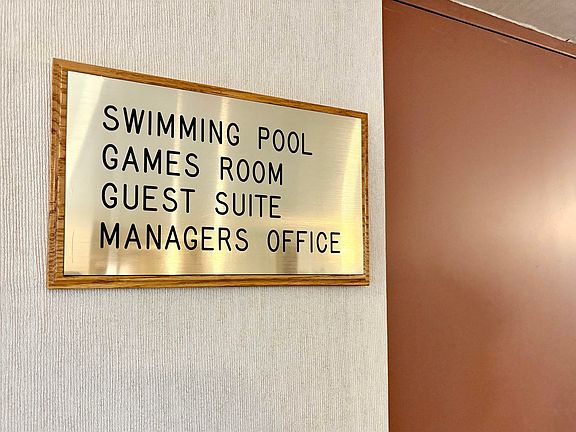 SWIMMING POOL
GAMES ROOM
GUEST SUITE
MANAGERS OFFICE